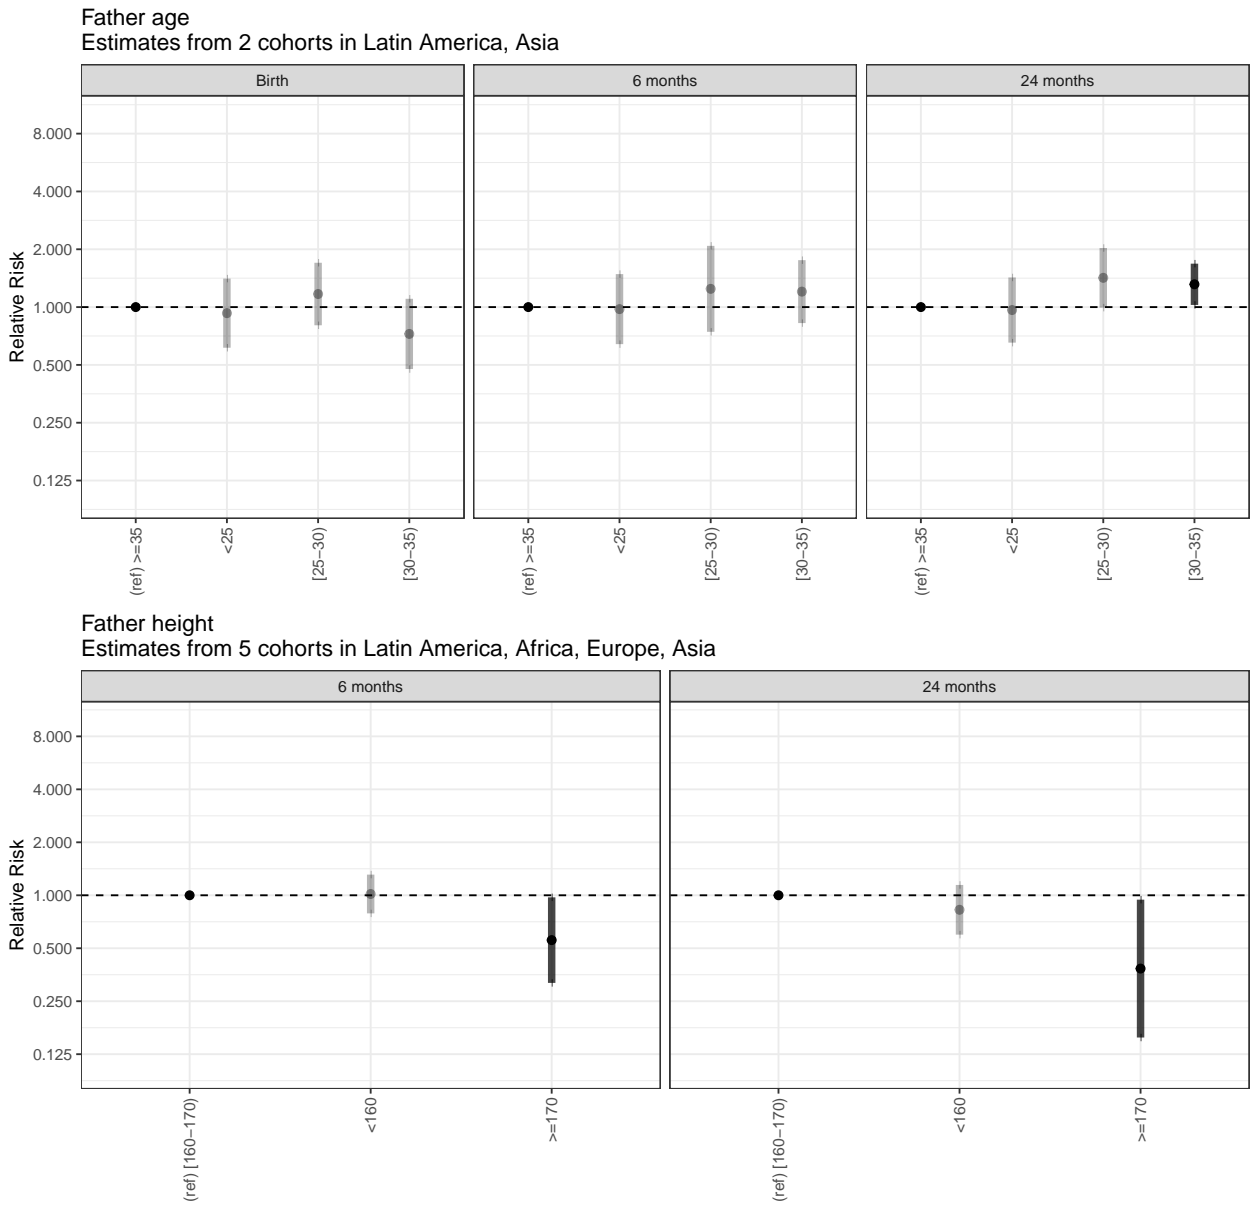 Father age
Estimates from 2 cohorts in Latin America, Asia
Birth
6 months
24 months
Relative Risk
8.000
4.000
2.000
1.000
0.500
0.250
0.125
(ref) >=35
<25
[25−30)
[30−35)
(ref) >=35
<25
[25−30)
[30−35)
(ref) >=35
<25
[25−30)
[30−35)
Father height
Estimates from 5 cohorts in Latin America, Africa, Europe, Asia
6 months
24 months
Relative Risk
8.000
4.000
2.000
1.000
0.500
0.250
0.125
(ref) [160−170)
<160
>=170
(ref) [160−170)
<160
>=170